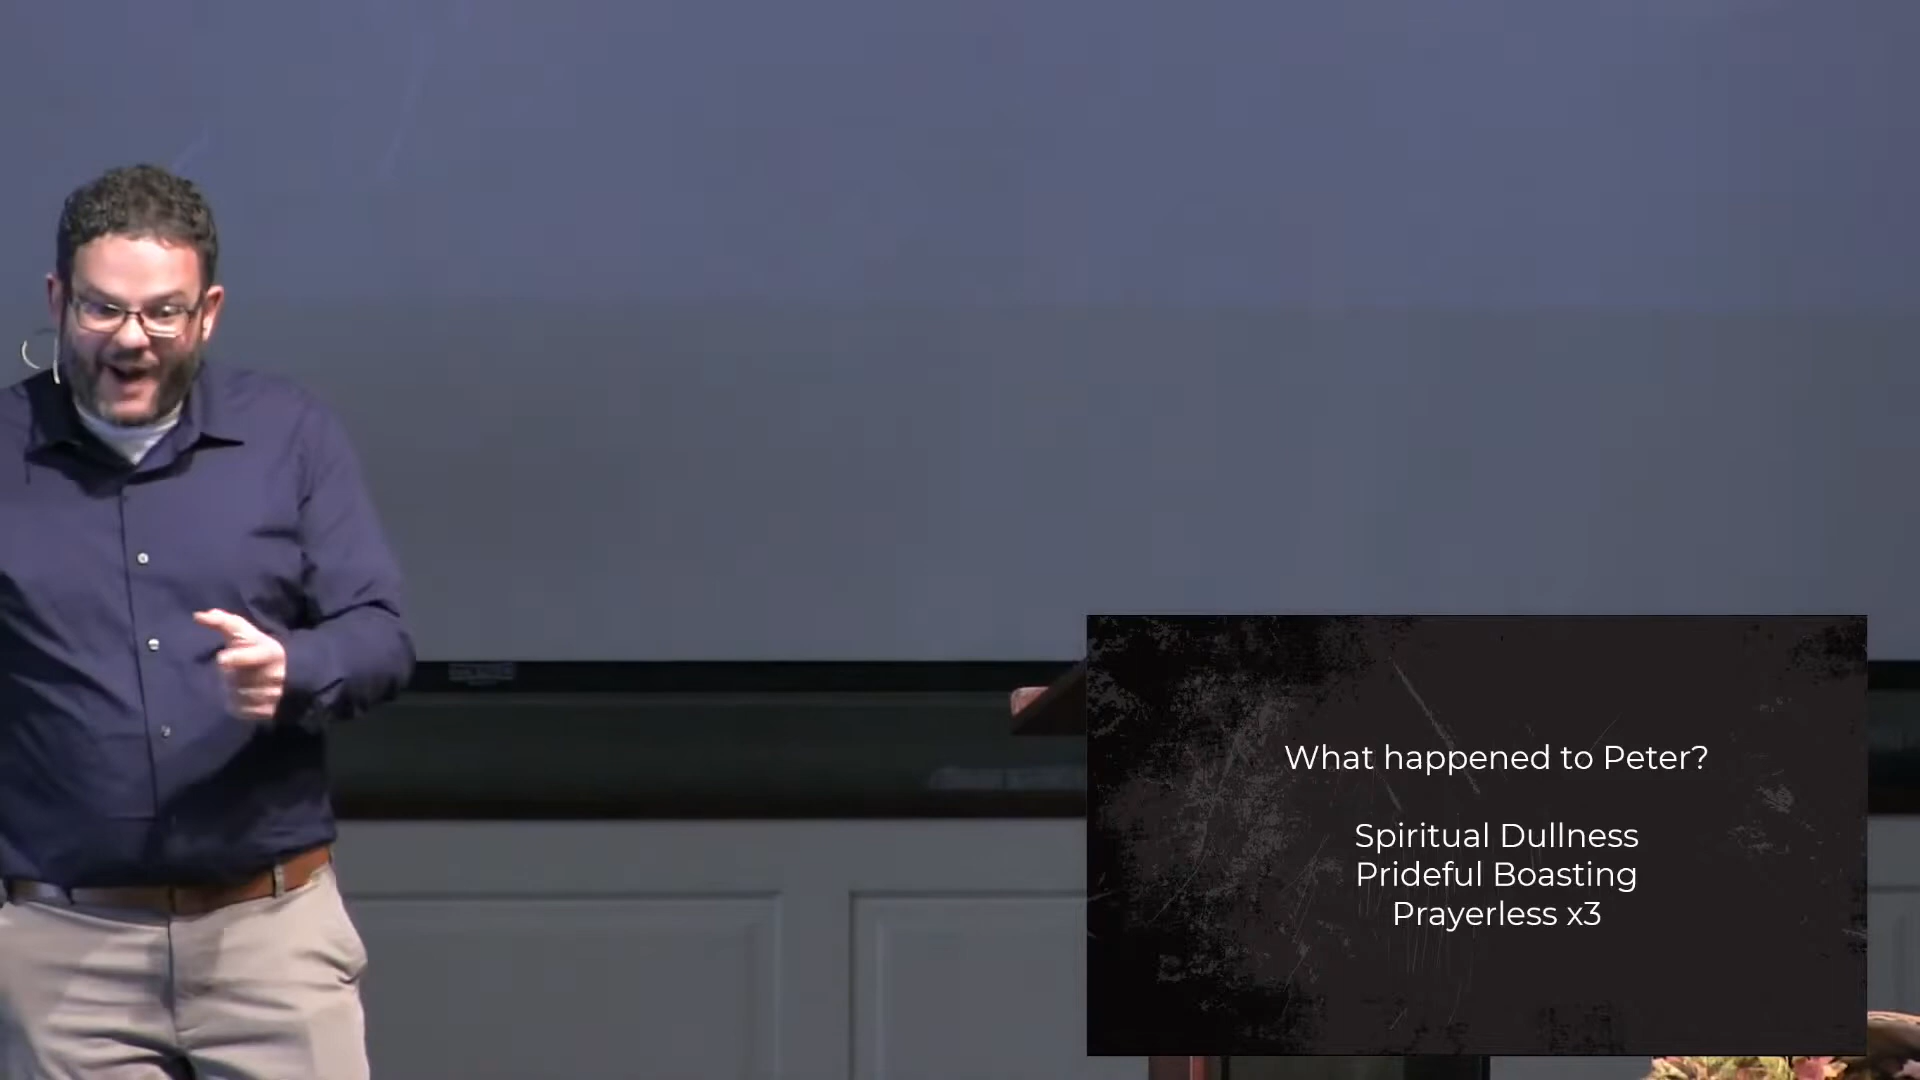 What happened to Peter?
Spiritual Dullness
Prideful Boasting
Prayerless x3